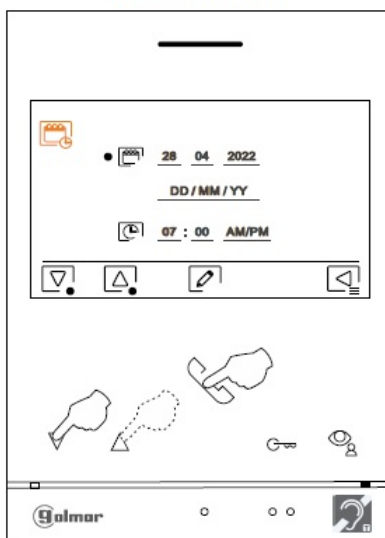 28 04 2022
DD / MM / YY
07 : 00 AM/PM
golmar
T